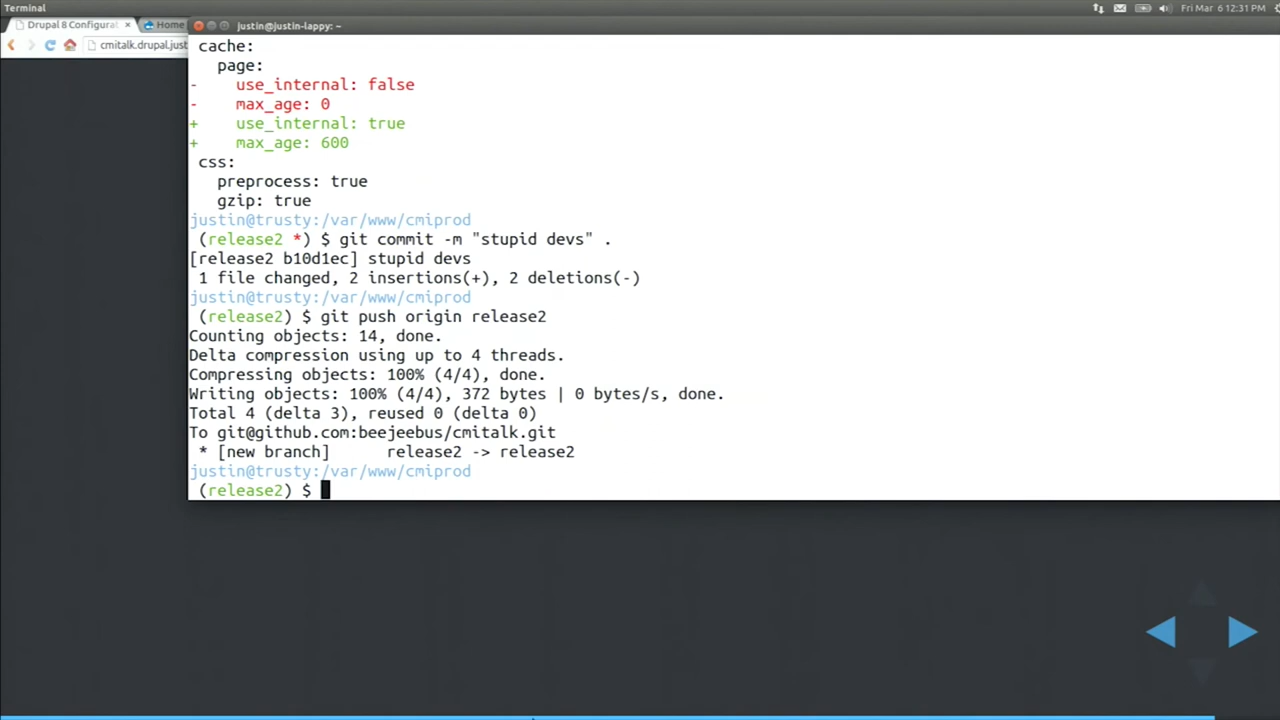 Terminal
Fri Mar 6 12:31 PM
Drupal 8 Configurat ×
Home
justin@justin-lappy: ~
cmitalk.drupal.just
cache:
page:
- use_internal: false
- max_age: 0
+ use_internal: true
+ max_age: 600
css:
preprocess: true
gzip: true
justin@trusty:/var/www/cmiprod
(release2 *) $ git commit -m "stupid devs" .
[release2 b10d1ec] stupid devs
1 file changed, 2 insertions(+), 2 deletions(-)
justin@trusty:/var/www/cmiprod
(release2) $ git push origin release2
Counting objects: 14, done.
Delta compression using up to 4 threads.
Compressing objects: 100% (4/4), done.
Writing objects: 100% (4/4), 372 bytes | 0 bytes/s, done.
Total 4 (delta 3), reused 0 (delta 0)
To git@github.com:beejeebus/cmitalk.git
* [new branch] release2 -> release2
justin@trusty:/var/www/cmiprod
(release2) $